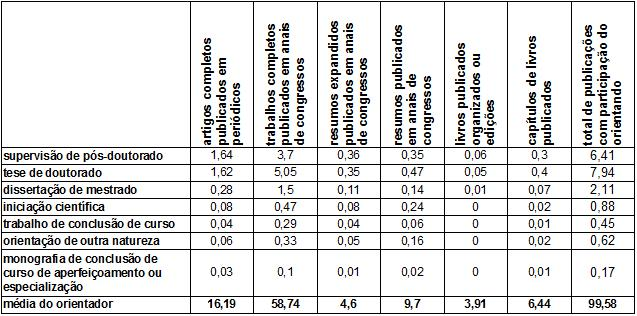 artigos completos
publicados em
periódicos
trabalhos completos
publicados em anais
de congressos
resumos expandidos
publicados em anais
de congressos
resumos publicados
em anais de
congressos
livros publicados
organizados ou
edições
capítulos de livros
publicados
total de publicações
com participação do
orientando
supervisão de pós-doutorado 1,64 3,7 0,36 0,35 0,06 0,3 6,41
tese de doutorado 1,62 5,05 0,35 0,47 0,05 0,4 7,94
dissertação de mestrado 0,28 1,5 0,11 0,14 0,01 0,07 2,11
iniciação científica 0,08 0,47 0,08 0,24 0 0,02 0,88
trabalho de conclusão de curso 0,04 0,29 0,04 0,06 0 0,01 0,45
orientação de outra natureza 0,06 0,33 0,05 0,16 0 0,02 0,62
monografia de conclusão de
curso de aperfeiçoamento ou
especialização
0,03 0,1 0,01 0,02 0 0,01 0,17
média do orientador 16,19 58,74 4,6 9,7 3,91 6,44 99,58